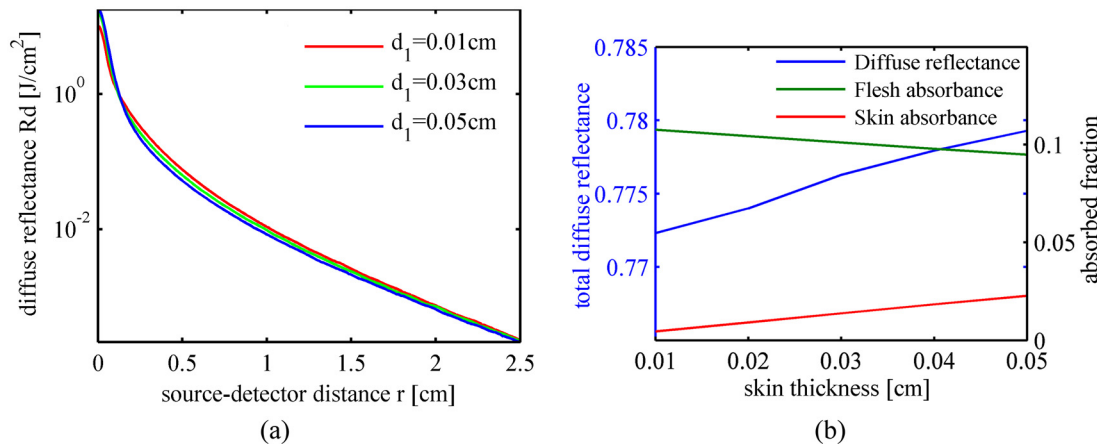 d1=0.01cm
d1=0.03cm
d1=0.05cm
diffuse reflectance Rd [J/cm2]
10^0
10^-2
0 0.5 1 1.5 2 2.5
source-detector distance r [cm]
(a)
Diffuse reflectance
Flesh absorbance
Skin absorbance
total diffuse reflectance
0.785
0.78
0.775
0.77
absorbed fraction
0.1
0.05
0
0.01 0.02 0.03 0.04 0.05
skin thickness [cm]
(b)